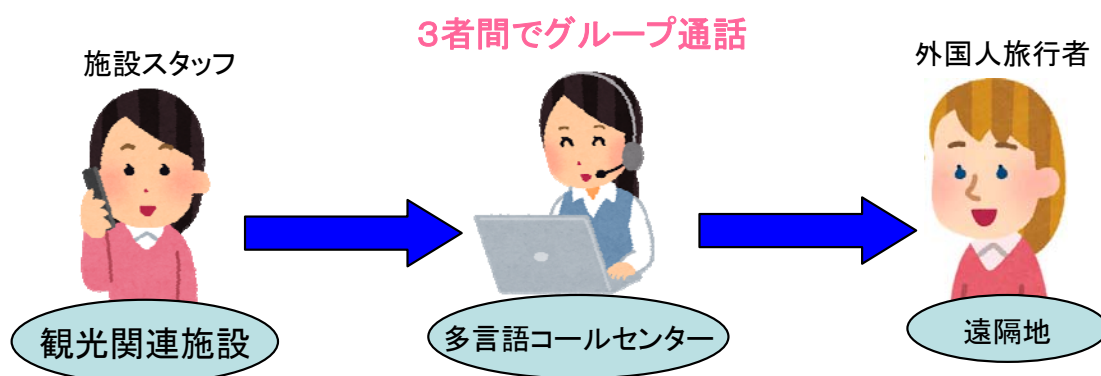 3者間でグループ通話
施設スタッフ
外国人旅行者
観光関連施設
多言語コールセンター
遠隔地